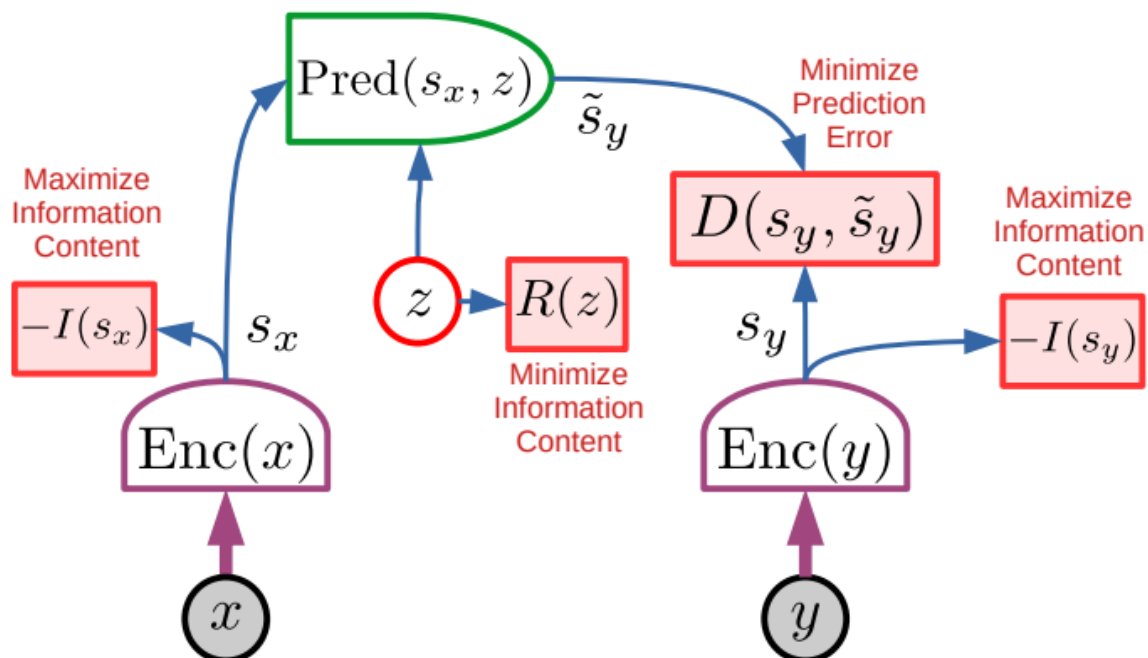 Pred(s_x, z)
s̃_y
Minimize
Prediction
Error
Maximize
Information
Content
D(s_y, s̃_y)
Maximize
Information
Content
z
R(z)
-I(s_x)
s_x
s_y
-I(s_y)
Minimize
Information
Content
Enc(x)
Enc(y)
x
y